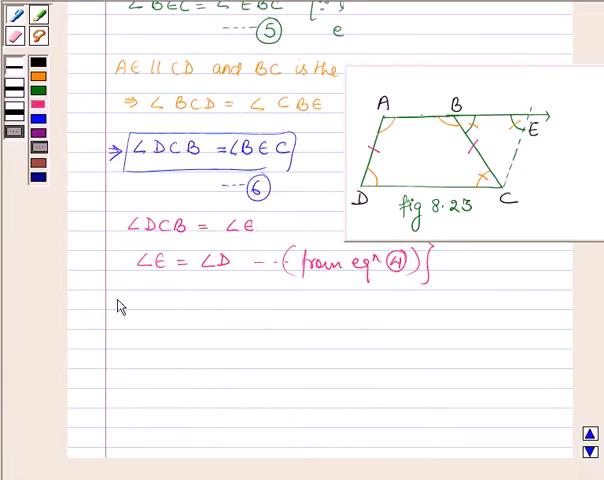 ∠ BEC = ∠ EBC [∵
---- ⑤ e
AE ∥ CD and BC is the
⇒ ∠ BCD = ∠ CBE
⇒ ∠ DCB = ∠BEC
---- ⑥
∠DCB = ∠E
∠E = ∠D --- (from eqⁿ ④)}
A B E
D C
fig 8.23